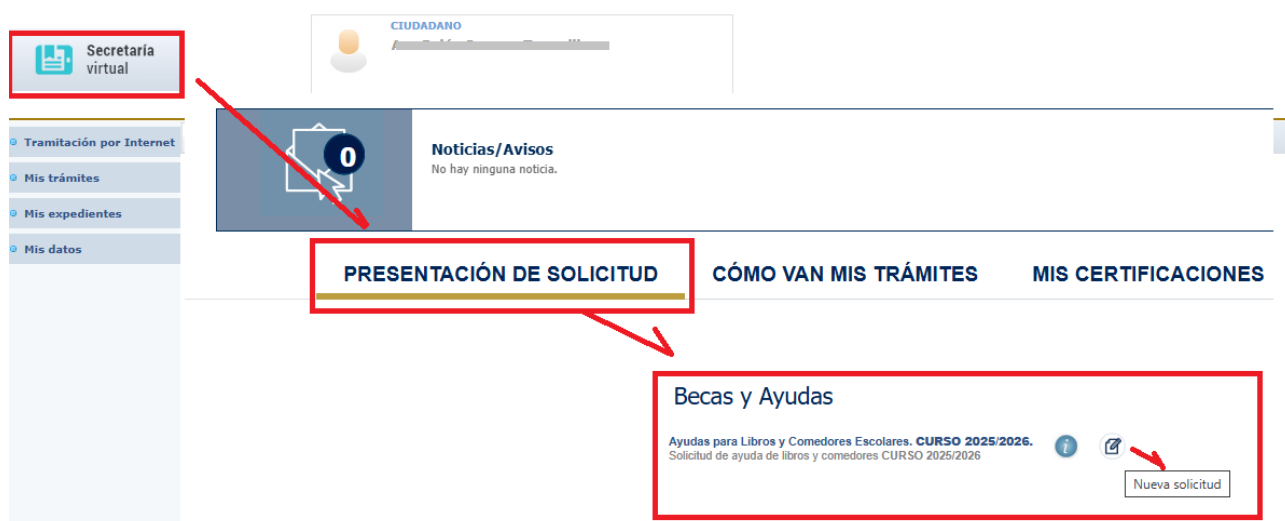 Secretaría
virtual
CIUDADANO
Tramitación por Internet
Mis trámites
Mis expedientes
Mis datos
0
Noticias/Avisos
No hay ninguna noticia.
PRESENTACIÓN DE SOLICITUD
CÓMO VAN MIS TRÁMITES
MIS CERTIFICACIONES
Becas y Ayudas
Ayudas para Libros y Comedores Escolares. CURSO 2025/2026.
Solicitud de ayuda de libros y comedores CURSO 2025/2026
i
Nueva solicitud